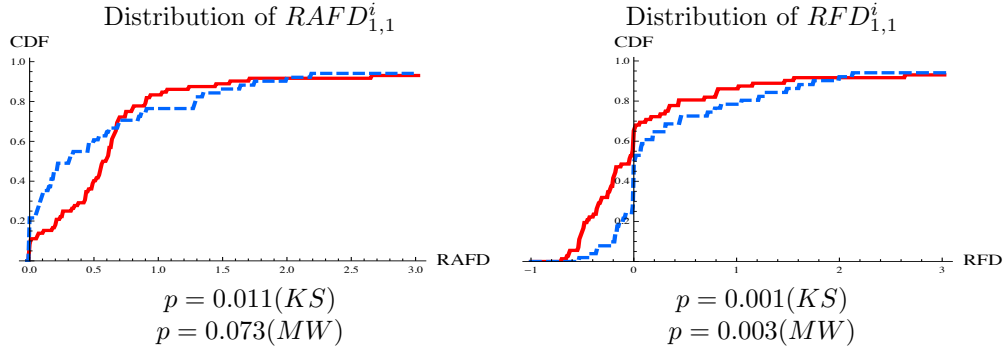 Distribution of $RAFD^{i}_{1,1}$
CDF
1.0
0.8
0.6
0.4
0.2
0.0 0.5 1.0 1.5 2.0 2.5 3.0
RAFD
p = 0.011(KS)
p = 0.073(MW)
Distribution of $RFD^{i}_{1,1}$
CDF
1.0
0.8
0.6
0.4
0.2
-1 0 1 2 3
RFD
p = 0.001(KS)
p = 0.003(MW)